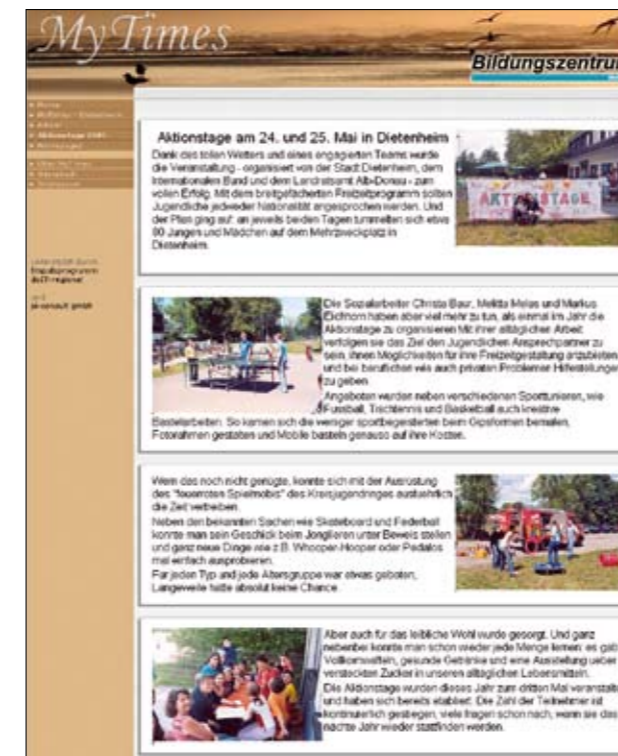 MyTimes
Bildungszentru
Home
Aktionstage 2007
Aktionstage am 24. und 25. Mai in Dietenheim
Dank des tollen Wetters und eines engagierten Teams wurde
die Veranstaltung - organisiert von der Stadt Dietenheim, dem
Internationalen Bund und dem Landratsamt Alb-Donau - zum
vollen Erfolg. Mit dem breitgefächerten Freizeitprogramm sollten
Jugendliche jedweder Nationalität angesprochen werden. Und
der Plan ging auf: an jeweils beiden Tagen tummelten sich etwa
80 Jungen und Mädchen auf dem Mehrzweckplatz in
Dietenheim.
AKTIONSTAGE
Die Sozialarbeiter Christa Baur, Melitta Melas und Markus
Eichhorn haben aber viel mehr zu tun, als einmal im Jahr die
Aktionstage zu organisieren. Mit ihrer alltäglichen Arbeit
verfolgen sie das Ziel den Jugendlichen Ansprechpartner zu
sein, ihnen Möglichkeiten für ihre Freizeitgestaltung anzubieten
und bei beruflichen wie auch privaten Problemen Hilfestellunge
zu geben.
Angeboten wurden neben verschiedenen Sportturnieren, wie
Fussball, Tischtennis und Basketball auch kreative
Bastelarbeiten. So kamen sich die weniger sportbegeisterten beim Gipsformen bemalen,
Fotorahmen gestalten und Mobile basteln genauso auf ihre Kosten.
Wem das noch nicht genügte, konnte sich mit der Ausrüstung
des "feuerroten Spielmobils" des Kreisjugendringes ausführlich
die Zeit vertreiben.
Neben den bekannten Sachen wie Skateboard und Federball
konnte man sein Geschick beim Jonglieren unter Beweis stellen
und ganz neue Dinge wie z.B. Whooper-Hooper oder Pedalos
mal einfach ausprobieren.
Für jeden Typ und jede Altersgruppe war etwas geboten,
Langeweile hatte absolut keine Chance.
Aber auch für das leibliche Wohl wurde gesorgt. Und ganz
nebenbei konnte man schon wieder jede Menge lernen: es gab
Vollkornwaffeln, gesunde Getränke und eine Ausstellung ueber
versteckten Zucker in unseren alltäglichen Lebensmitteln.
Die Aktionstage wurden dieses Jahr zum dritten Mal veranstalte
und haben sich bereits etabliert. Die Zahl der Teilnehmer ist
kontinuierlich gestiegen, viele fragen schon nach, wann sie das
nächste Jahr wieder stattfinden werden.